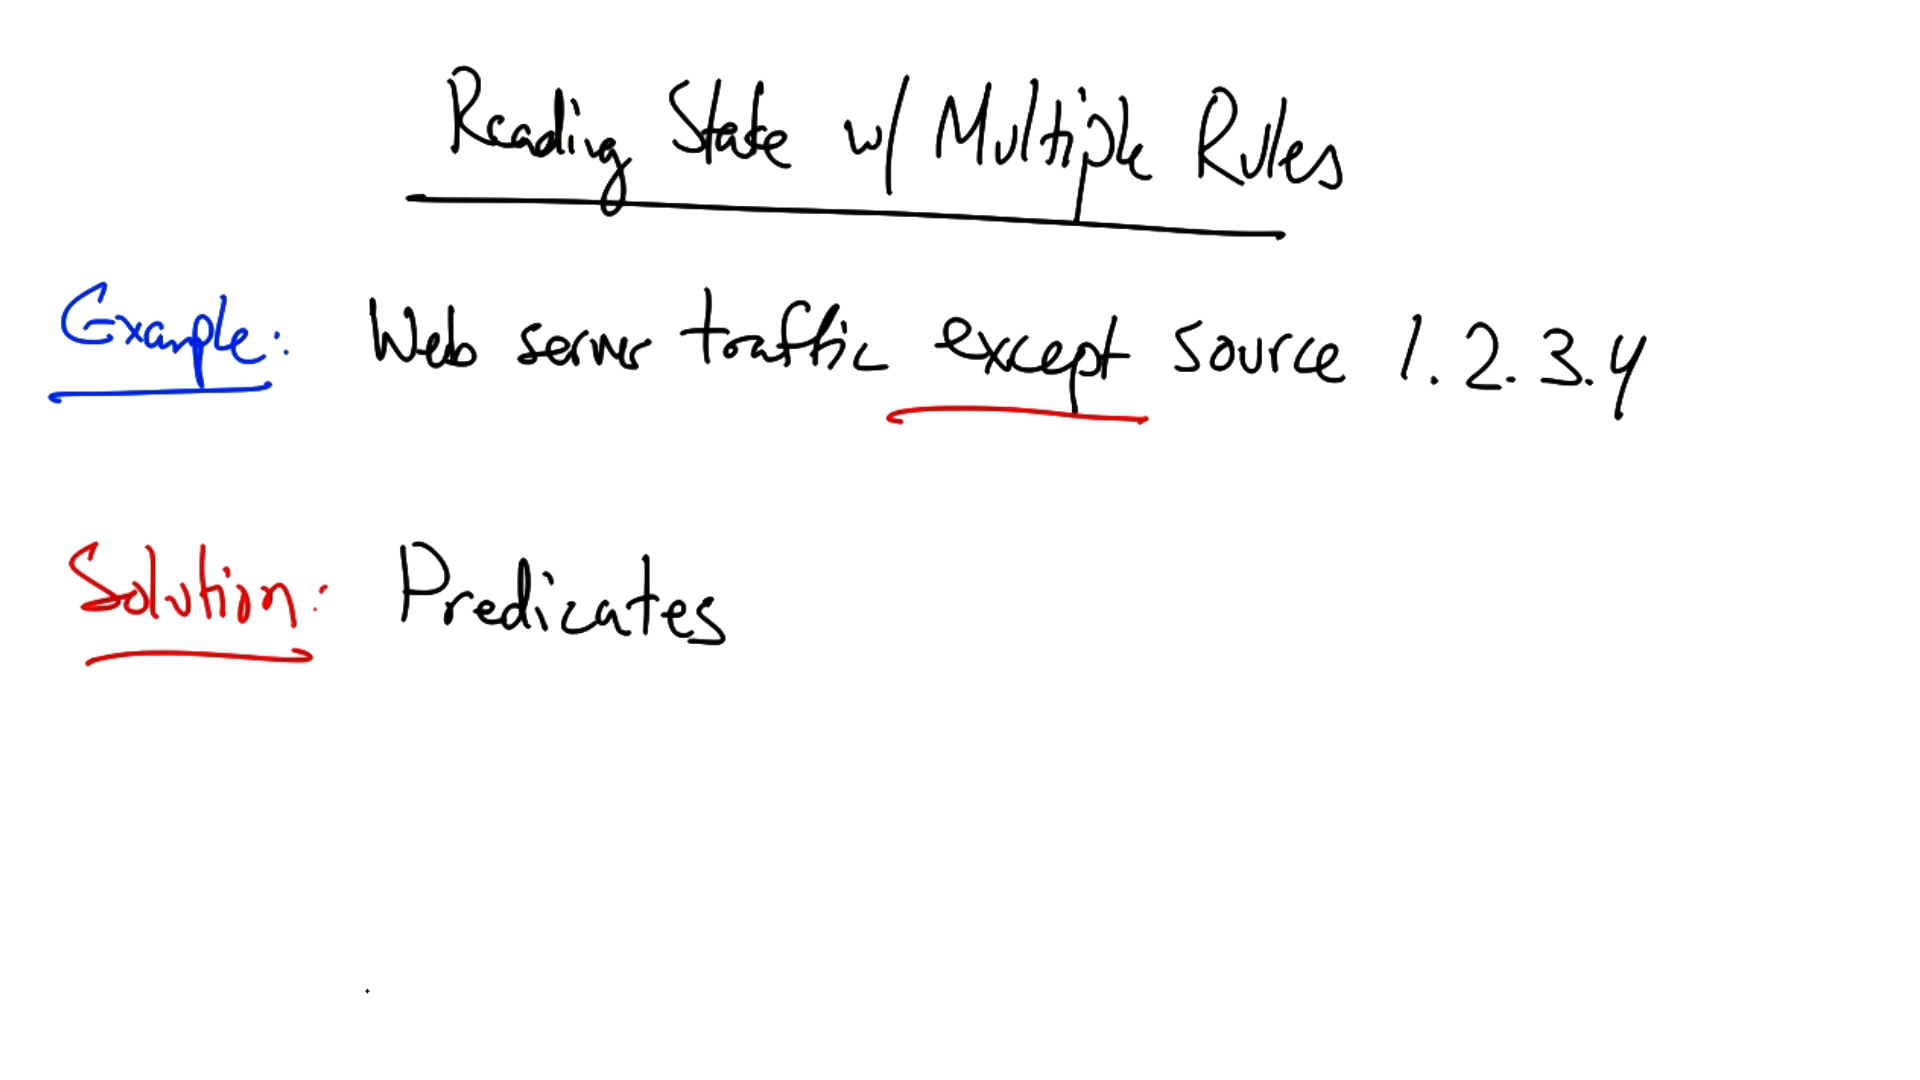 Reading State w/ Multiple Rules
Example: Web server traffic except source 1.2.3.4
Solution: Predicates